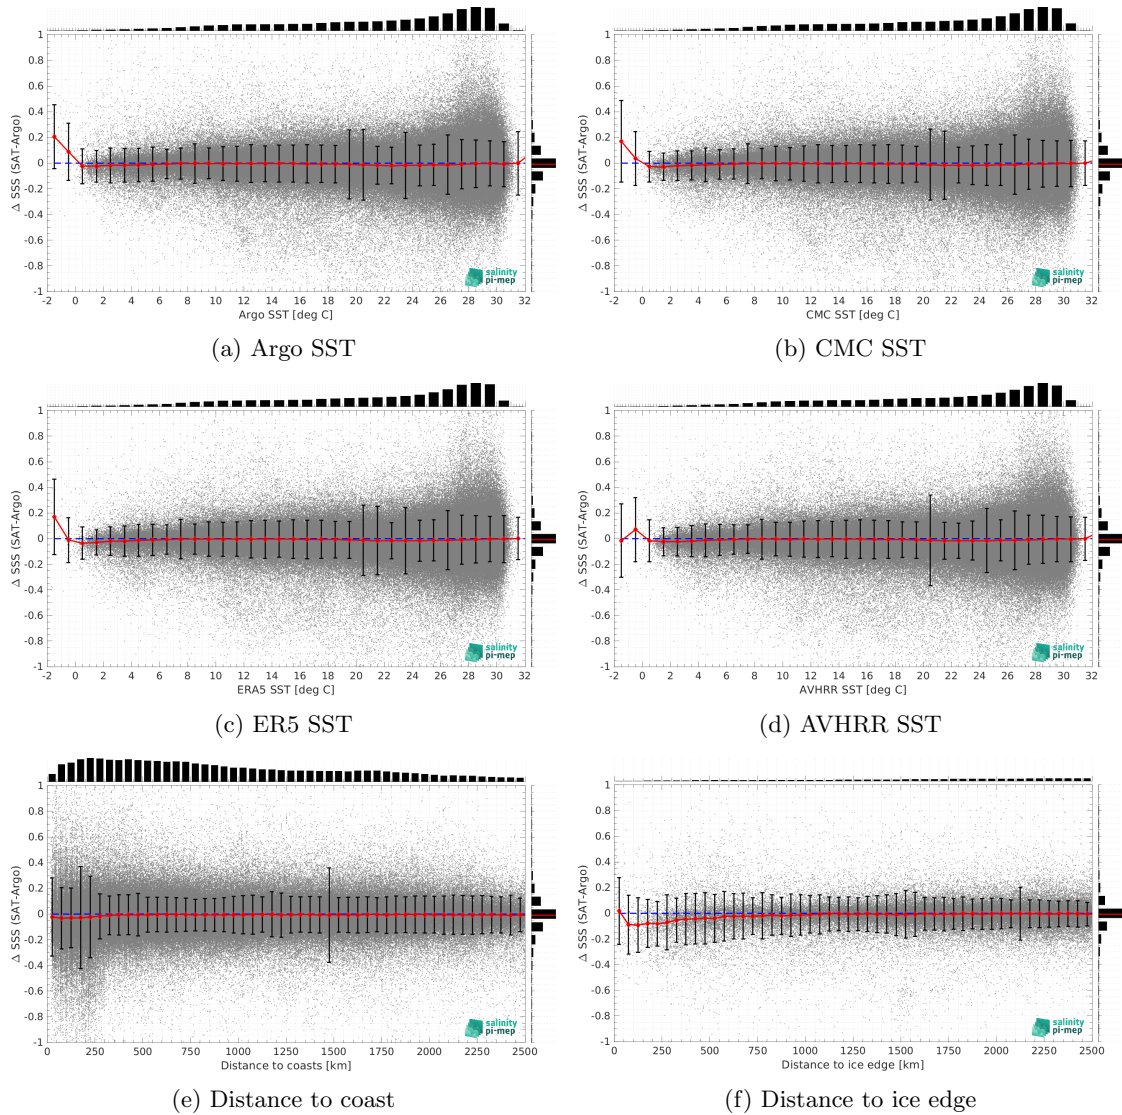 1
0.8
0.6
0.4
0.2
0
-0.2
-0.4
-0.6
-0.8
-1
Δ SSS (SAT-Argo)
-2 0 2 4 6 8 10 12 14 16 18 20 22 24 26 28 30 32
Argo SST [deg C]
salinity
pi-mep
(a) Argo SST
1
0.8
0.6
0.4
0.2
0
-0.2
-0.4
-0.6
-0.8
-1
Δ SSS (SAT-Argo)
-2 0 2 4 6 8 10 12 14 16 18 20 22 24 26 28 30 32
CMC SST [deg C]
salinity
pi-mep
(b) CMC SST
1
0.8
0.6
0.4
0.2
0
-0.2
-0.4
-0.6
-0.8
-1
Δ SSS (SAT-Argo)
-2 0 2 4 6 8 10 12 14 16 18 20 22 24 26 28 30 32
ERA5 SST [deg C]
salinity
pi-mep
(c) ER5 SST
1
0.8
0.6
0.4
0.2
0
-0.2
-0.4
-0.6
-0.8
-1
Δ SSS (SAT-Argo)
-2 0 2 4 6 8 10 12 14 16 18 20 22 24 26 28 30 32
AVHRR SST [deg C]
salinity
pi-mep
(d) AVHRR SST
1
0.8
0.6
0.4
0.2
0
-0.2
-0.4
-0.6
-0.8
-1
Δ SSS (SAT-Argo)
0 250 500 750 1000 1250 1500 1750 2000 2250 2500
Distance to coasts [km]
salinity
pi-mep
(e) Distance to coast
1
0.8
0.6
0.4
0.2
0
-0.2
-0.4
-0.6
-0.8
-1
Δ SSS (SAT-Argo)
0 250 500 750 1000 1250 1500 1750 2000 2250 2500
Distance to ice edge [km]
salinity
pi-mep
(f) Distance to ice edge